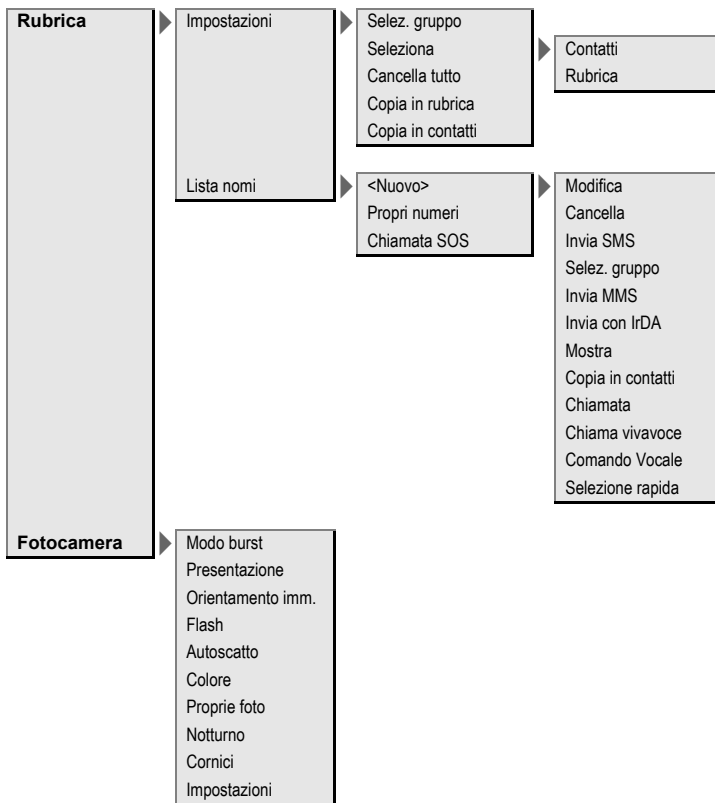 Rubrica
Impostazioni
Selez. gruppo
Seleziona
Cancella tutto
Copia in rubrica
Copia in contatti
Contatti
Rubrica
Lista nomi
<Nuovo>
Propri numeri
Chiamata SOS
Modifica
Cancella
Invia SMS
Selez. gruppo
Invia MMS
Invia con IrDA
Mostra
Copia in contatti
Chiamata
Chiama vivavoce
Comando Vocale
Selezione rapida
Fotocamera
Modo burst
Presentazione
Orientamento imm.
Flash
Autoscatto
Colore
Proprie foto
Notturno
Cornici
Impostazioni